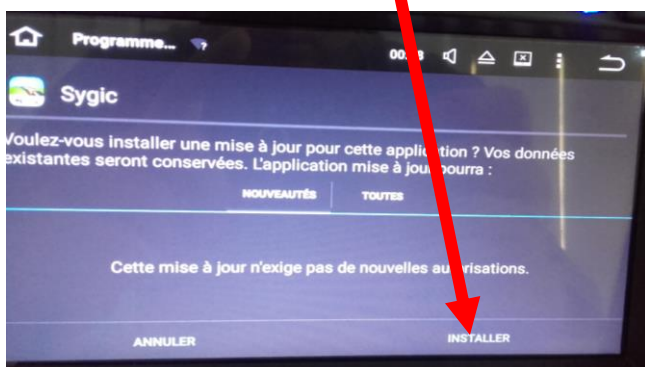 Programme...
Sygic
Voulez-vous installer une mise à jour pour cette application ? Vos données
existantes seront conservées. L'application mise à jour pourra :
NOUVEAUTÉS TOUTES
Cette mise à jour n'exige pas de nouvelles autorisations.
ANNULER INSTALLER